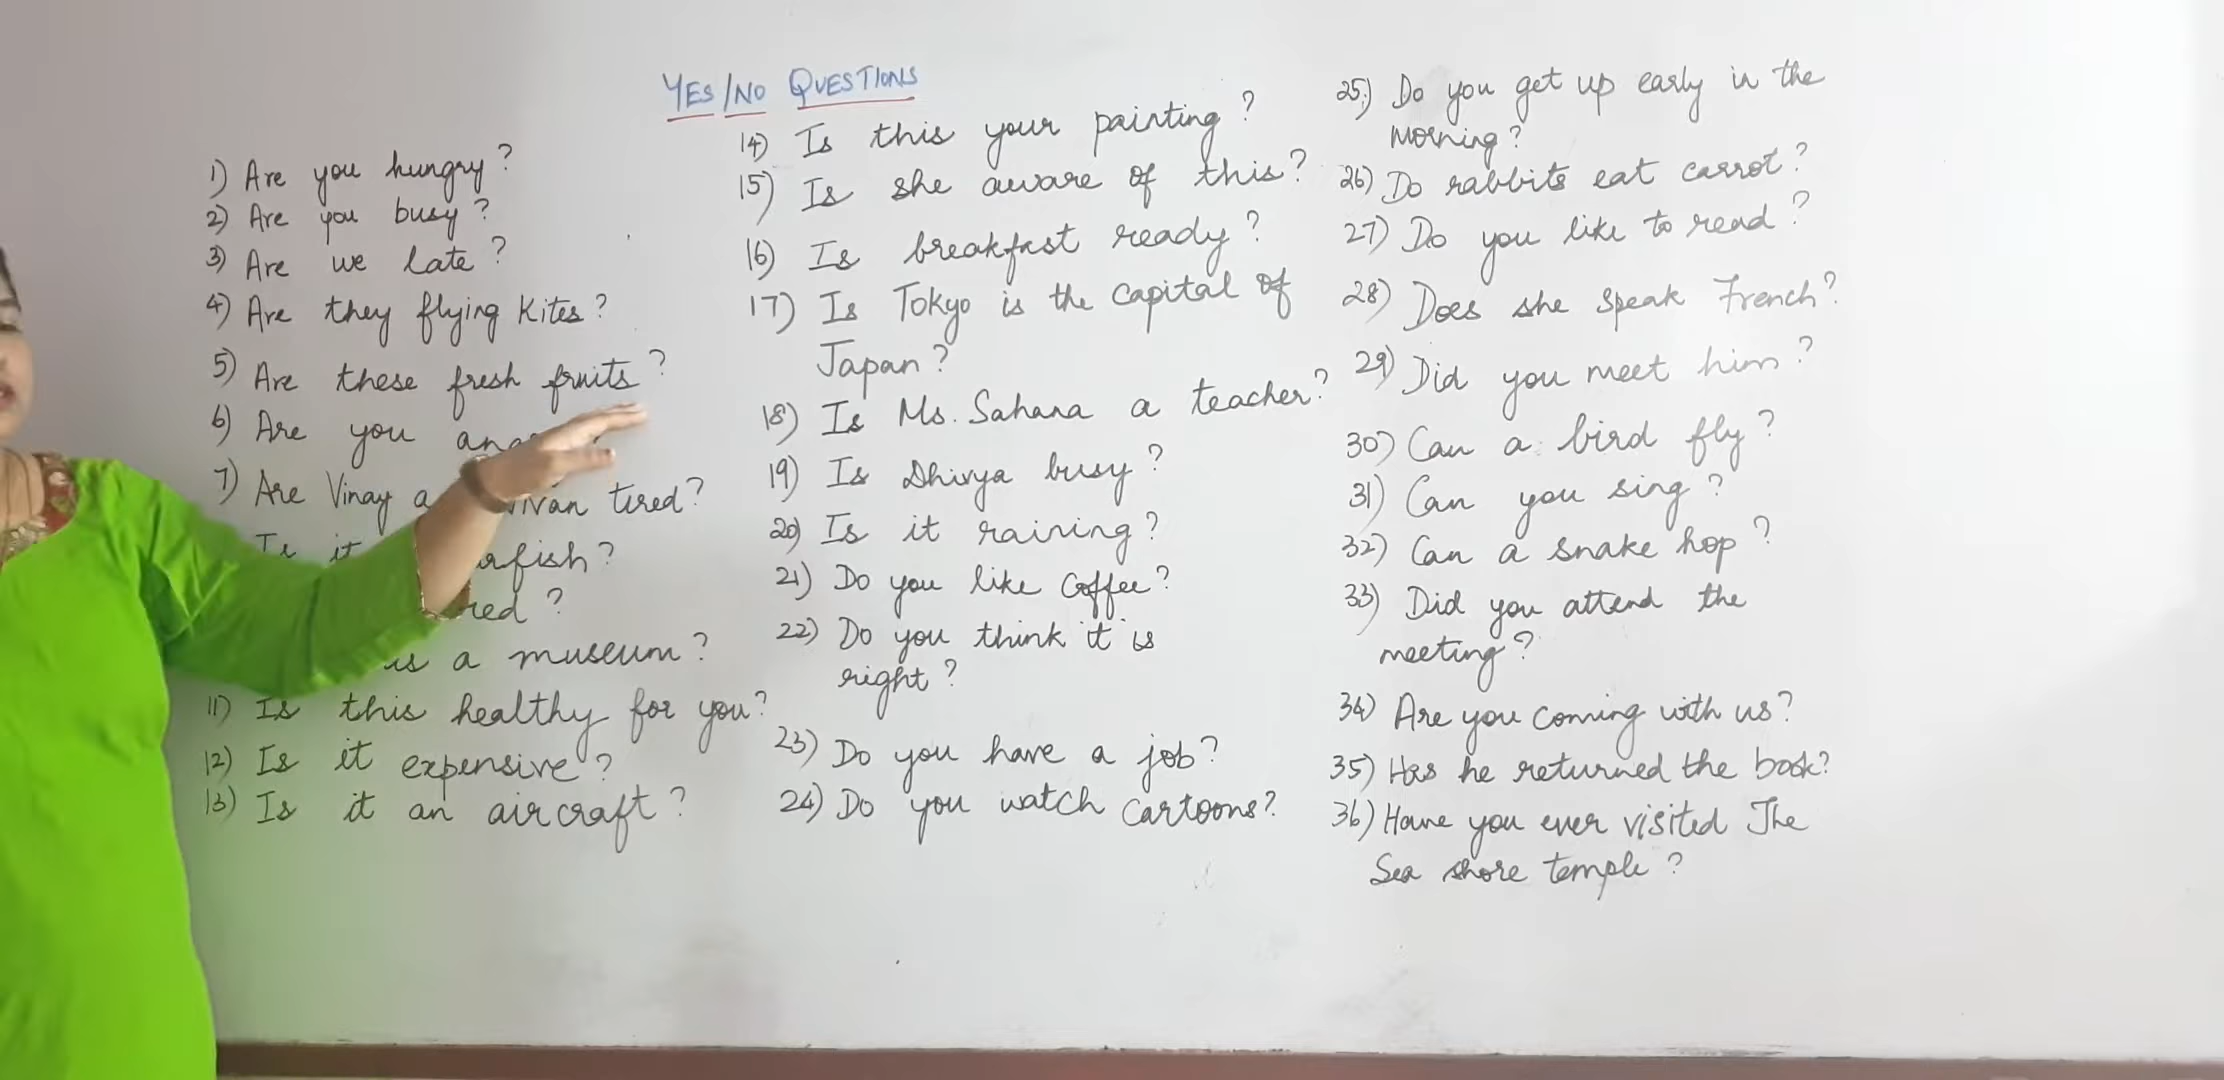 YES/NO QUESTIONS
1) Are you hungry?
2) Are you busy?
3) Are we late?
4) Are they flying Kites?
5) Are these fresh fruits?
6) Are you
7) Are Vinay tired?
Is it
?
is a museum?
11) Is this healthy for you?
12) Is it expensive?
13) Is it an aircraft?
14) Is this your painting?
15) Is she aware of this?
16) Is breakfast ready?
17) Is Tokyo is the capital of
Japan?
18) Is Ms. Sahana a teacher?
19) Is Dhivya busy?
20) Is it raining?
21) Do you like Coffee?
22) Do you think it is
right?
23) Do you have a job?
24) Do you watch cartoons?
25) Do you get up early in the
morning?
26) Do rabbits eat carrot?
27) Do you like to read?
28) Does she speak French?
29) Did you meet him?
30) Can a bird fly?
31) Can you sing?
32) Can a snake hop?
33) Did you attend the
meeting?
34) Are you coming with us?
35) Has he returned the book?
36) Have you ever visited The
Sea shore temple?